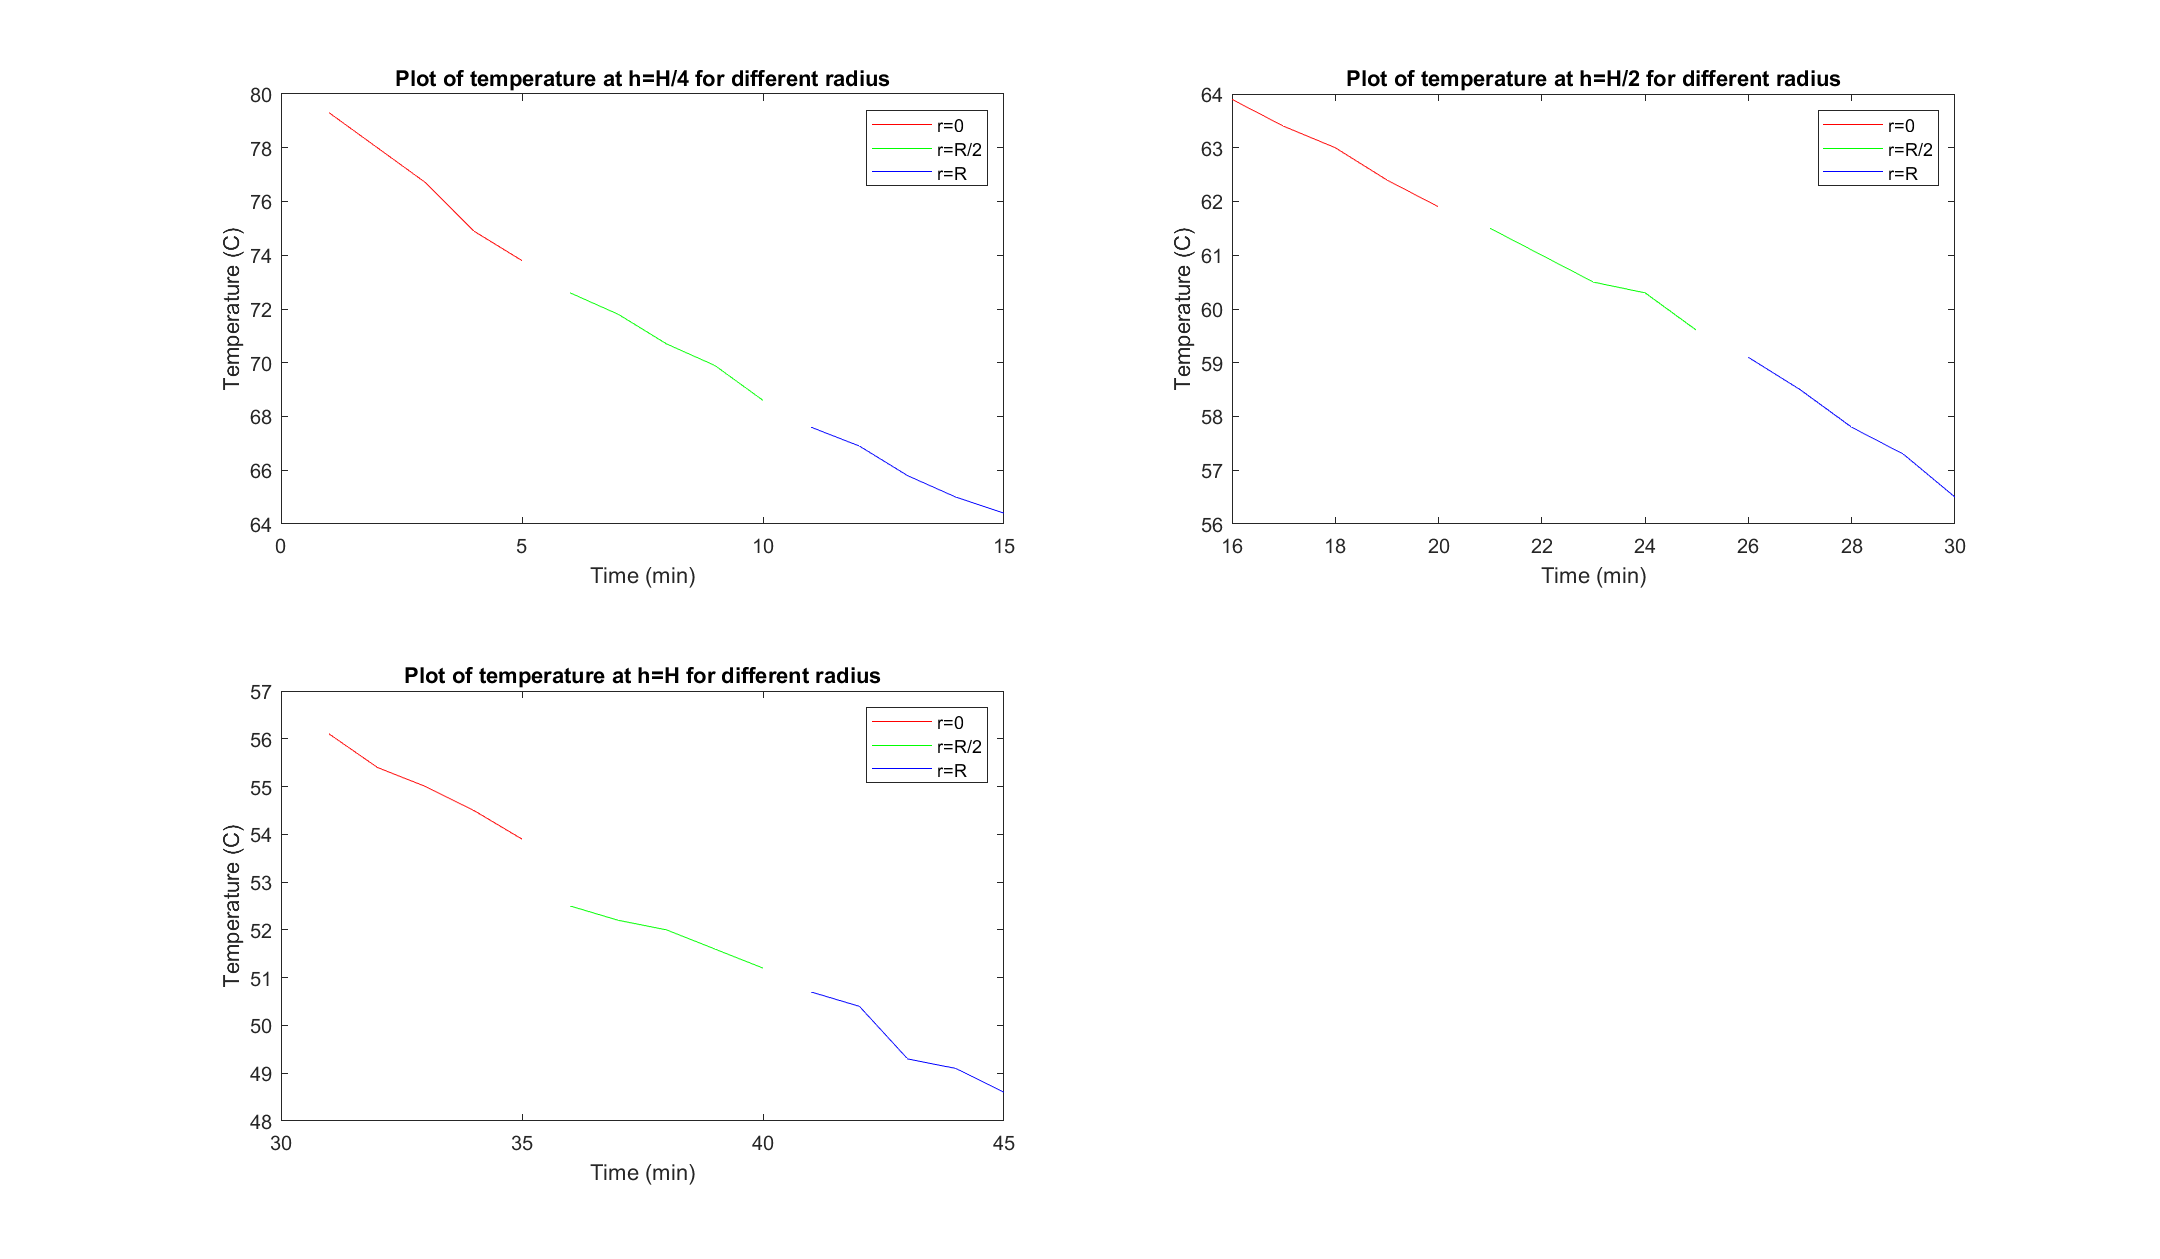 Plot of temperature at h=H/4 for different radius
80
78
76
74
72
70
68
66
64
Temperature (C)
0 5 10 15
Time (min)
r=0
r=R/2
r=R
Plot of temperature at h=H/2 for different radius
64
63
62
61
60
59
58
57
56
Temperature (C)
16 18 20 22 24 26 28 30
Time (min)
r=0
r=R/2
r=R
Plot of temperature at h=H for different radius
57
56
55
54
53
52
51
50
49
48
Temperature (C)
30 35 40 45
Time (min)
r=0
r=R/2
r=R